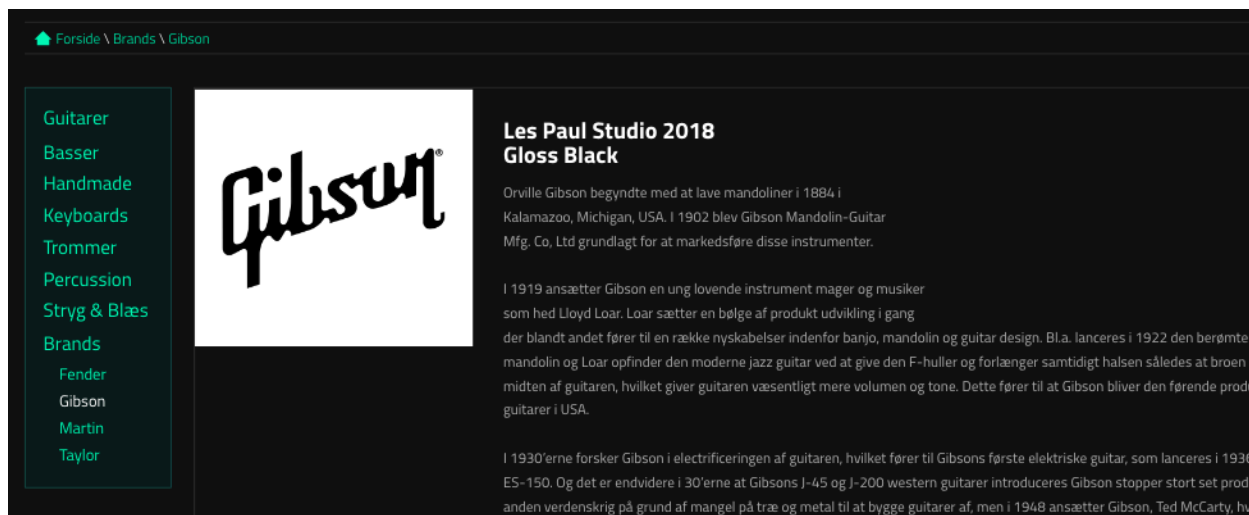 Forside \ Brands \ Gibson
Guitarer
Basser
Handmade
Keyboards
Trommer
Percussion
Stryg & Blæs
Brands
Fender
Gibson
Martin
Taylor
Gibson®
Les Paul Studio 2018
Gloss Black
Orville Gibson begyndte med at lave mandoliner i 1884 i
Kalamazoo, Michigan, USA. I 1902 blev Gibson Mandolin-Guitar
Mfg. Co, Ltd grundlagt for at markedsføre disse instrumenter.
I 1919 ansætter Gibson en ung lovende instrument mager og musiker
som hed Lloyd Loar. Loar sætter en bølge af produkt udvikling i gang
der blandt andet fører til en række nyskabelser indenfor banjo, mandolin og guitar design. Bl.a. lanceres i 1922 den berømte
mandolin og Loar opfinder den moderne jazz guitar ved at give den F-huller og forlænger samtidigt halsen således at broen
midten af guitaren, hvilket giver guitaren væsentligt mere volumen og tone. Dette fører til at Gibson bliver den førende
guitarer i USA.
I 1930’erne forsker Gibson i electrificeringen af guitaren, hvilket fører til Gibsons første elektriske guitar, som lanceres i 1936
ES-150. Og det er endvidere i 30’erne at Gibsons J-45 og J-200 western guitarer introduceres Gibson stopper stort set
anden verdenskrig på grund af mangel på træ og metal til at bygge guitarer af, men i 1948 ansætter Gibson, Ted McCarty,